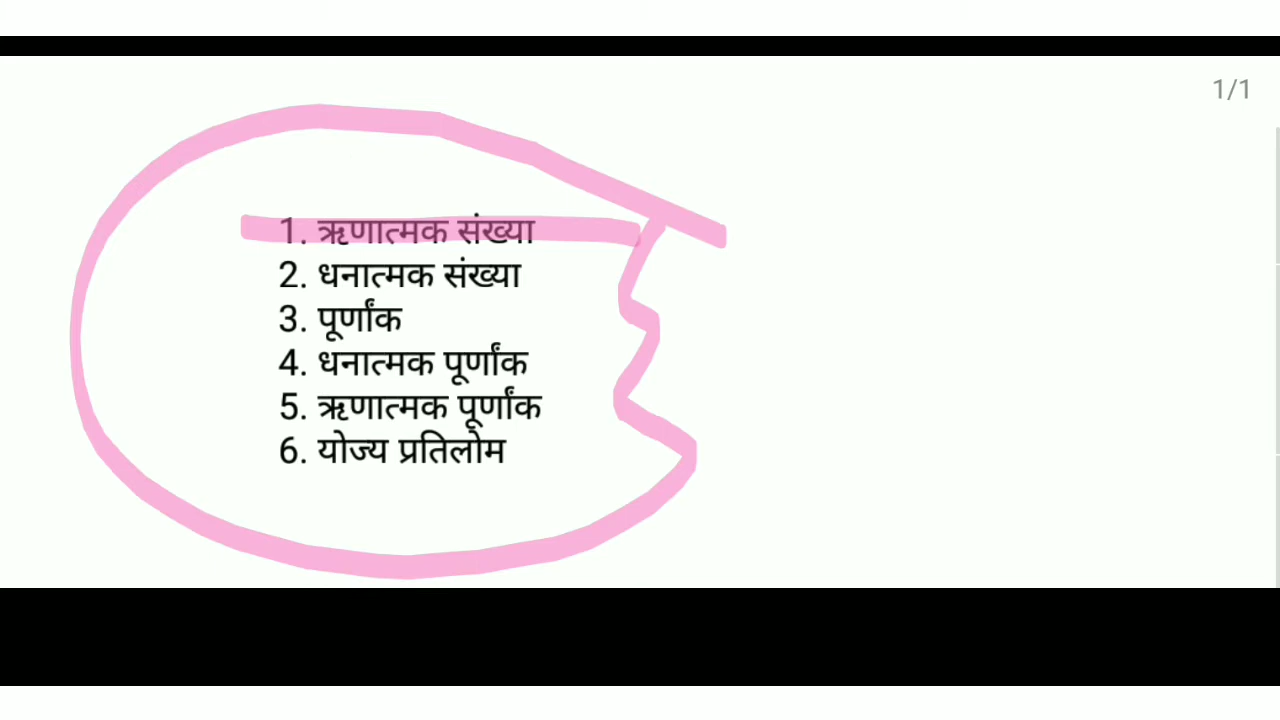 1/1
1. ऋणात्मक संख्या
2. धनात्मक संख्या
3. पूर्णांक
4. धनात्मक पूर्णांक
5. ऋणात्मक पूर्णांक
6. योज्य प्रतिलोम